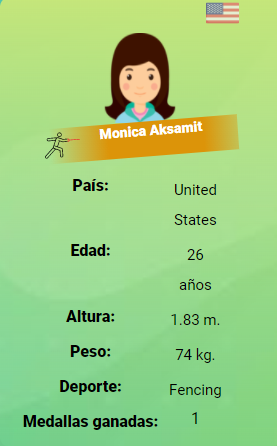 Monica Aksamit
País: United
States
Edad: 26
años
Altura: 1.83 m.
Peso: 74 kg.
Deporte: Fencing
Medallas ganadas: 1